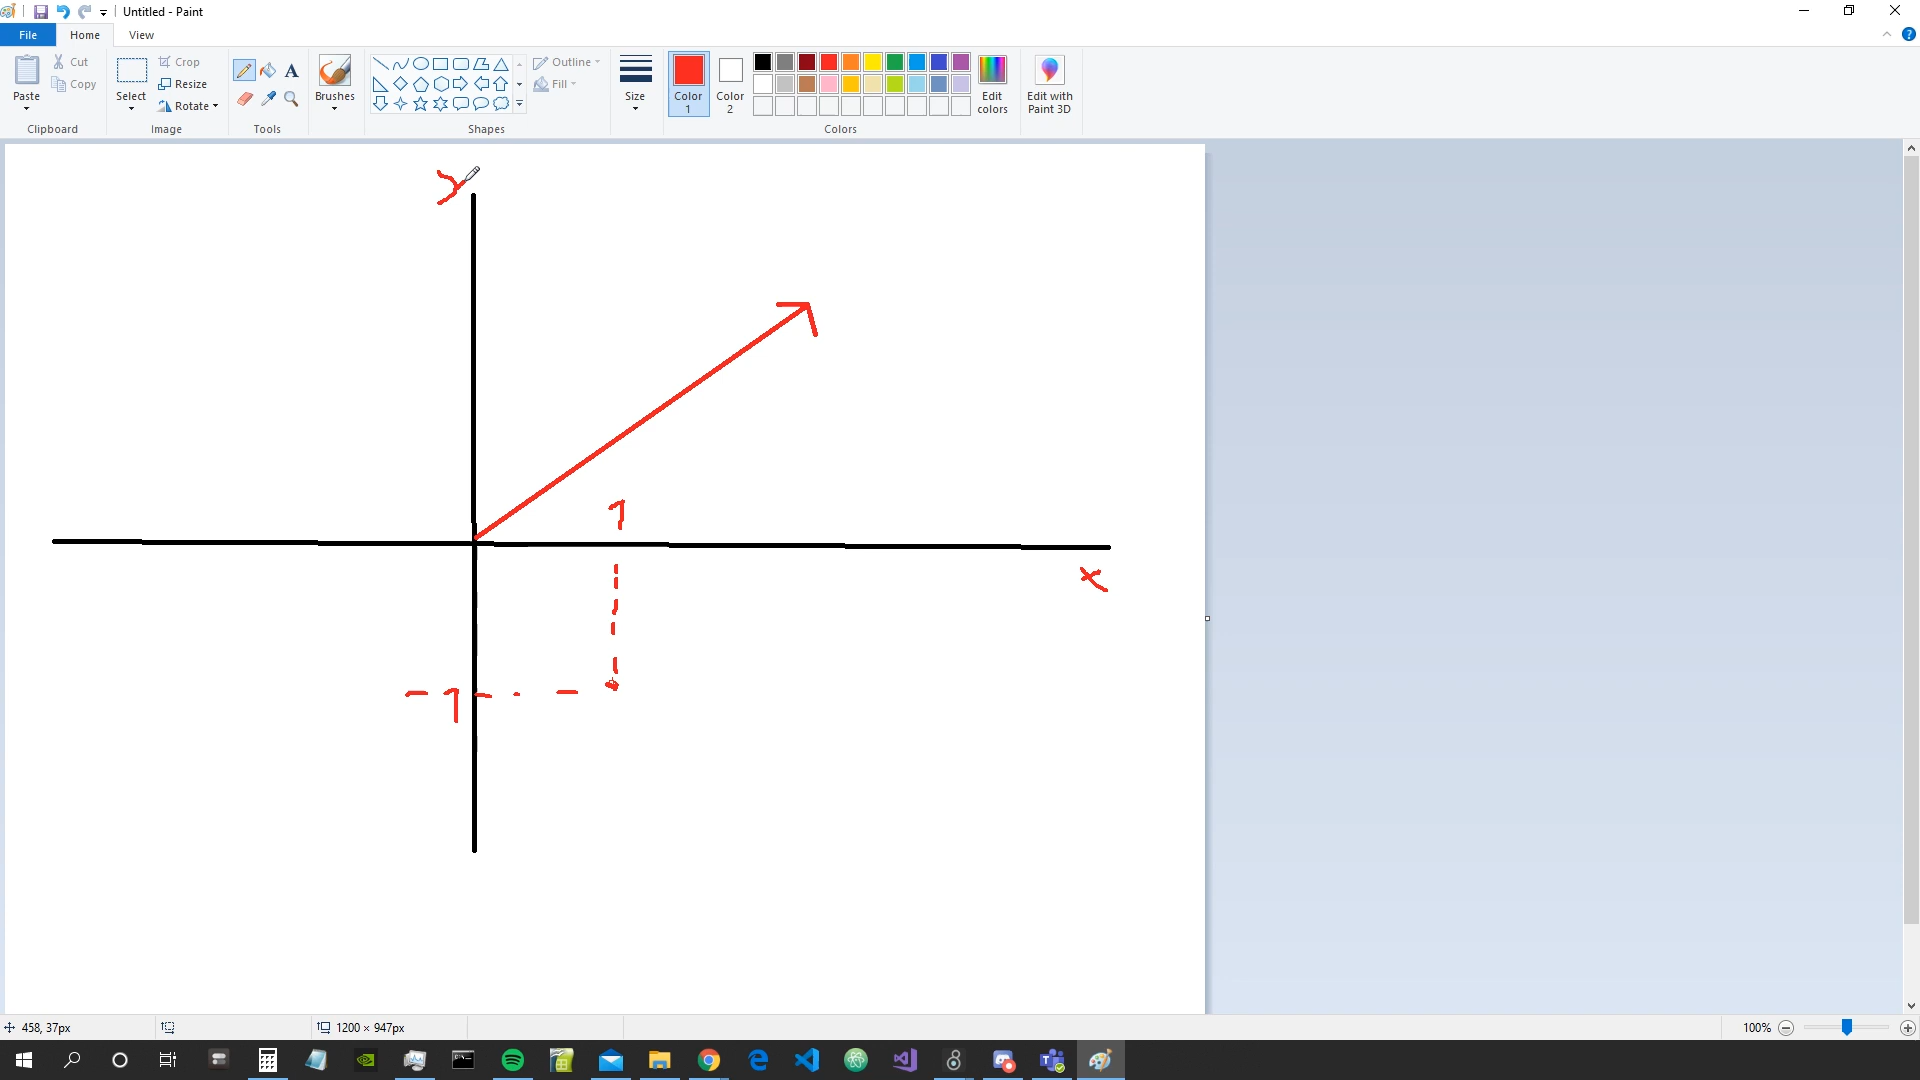 Untitled - Paint
File Home View
Paste
Cut
Copy
Clipboard
Select
Crop
Resize
Rotate
Image
Tools
Brushes
Shapes
Outline
Fill
Size
Color 1
Color 2
Edit colors
Edit with Paint 3D
Colors
y
1
x
-1
458, 37px
1200 × 947px
100%